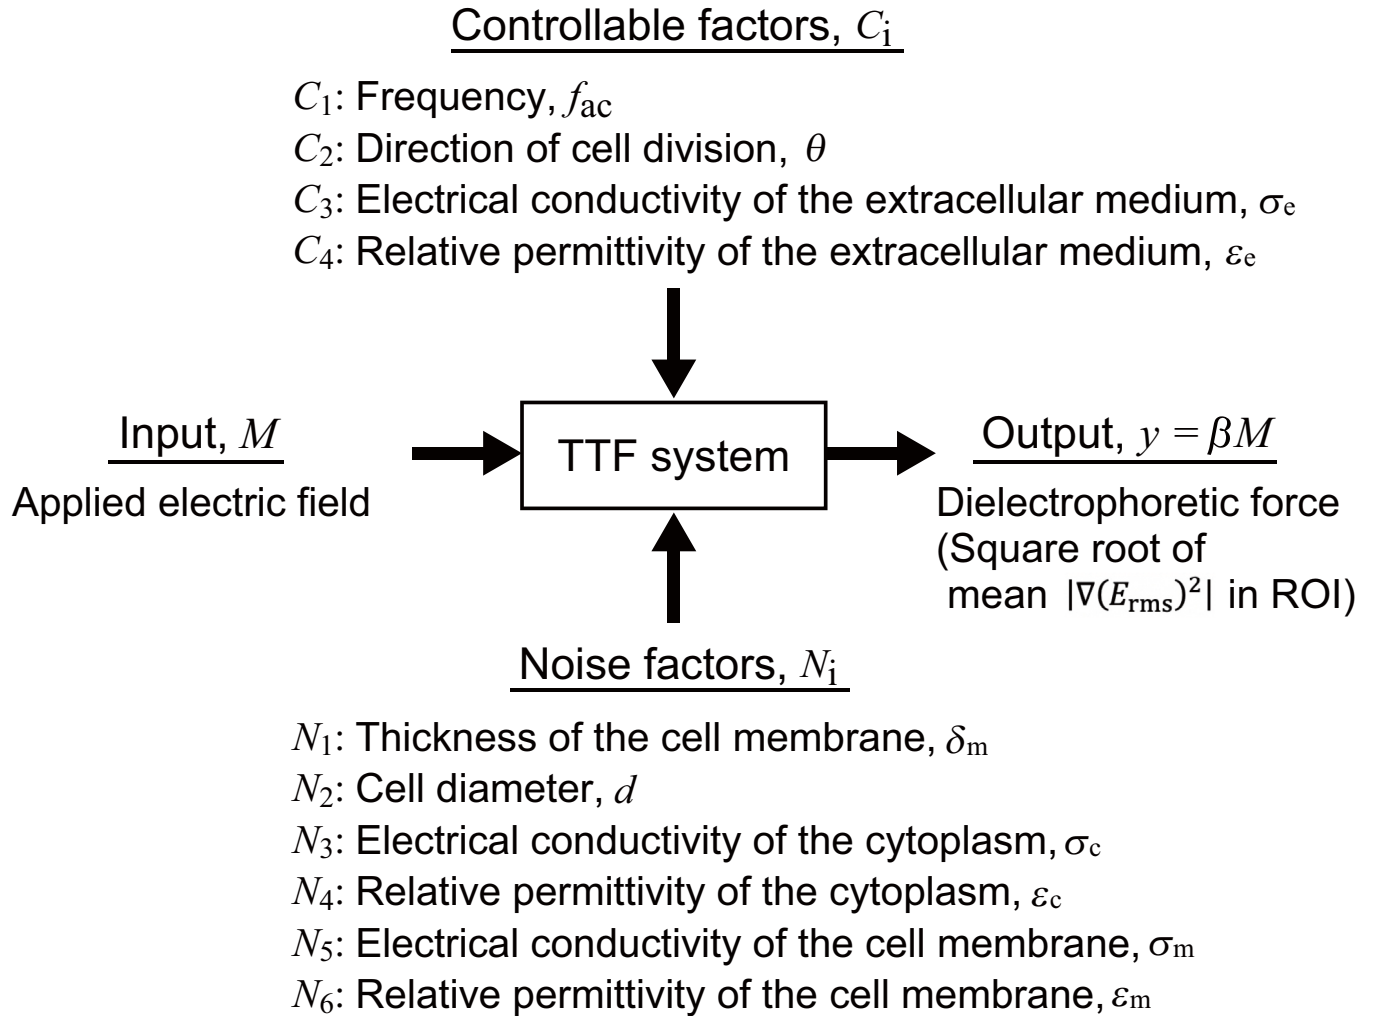 Controllable factors, Cᵢ
C₁: Frequency, f_ac
C₂: Direction of cell division, θ
C₃: Electrical conductivity of the extracellular medium, σₑ
C₄: Relative permittivity of the extracellular medium, εₑ
Input, M
Applied electric field
TTF system
Output, y = βM
Dielectrophoretic force
(Square root of
mean |∇(E_rms)²| in ROI)
Noise factors, Nᵢ
N₁: Thickness of the cell membrane, δₘ
N₂: Cell diameter, d
N₃: Electrical conductivity of the cytoplasm, σ_c
N₄: Relative permittivity of the cytoplasm, ε_c
N₅: Electrical conductivity of the cell membrane, σₘ
N₆: Relative permittivity of the cell membrane, εₘ